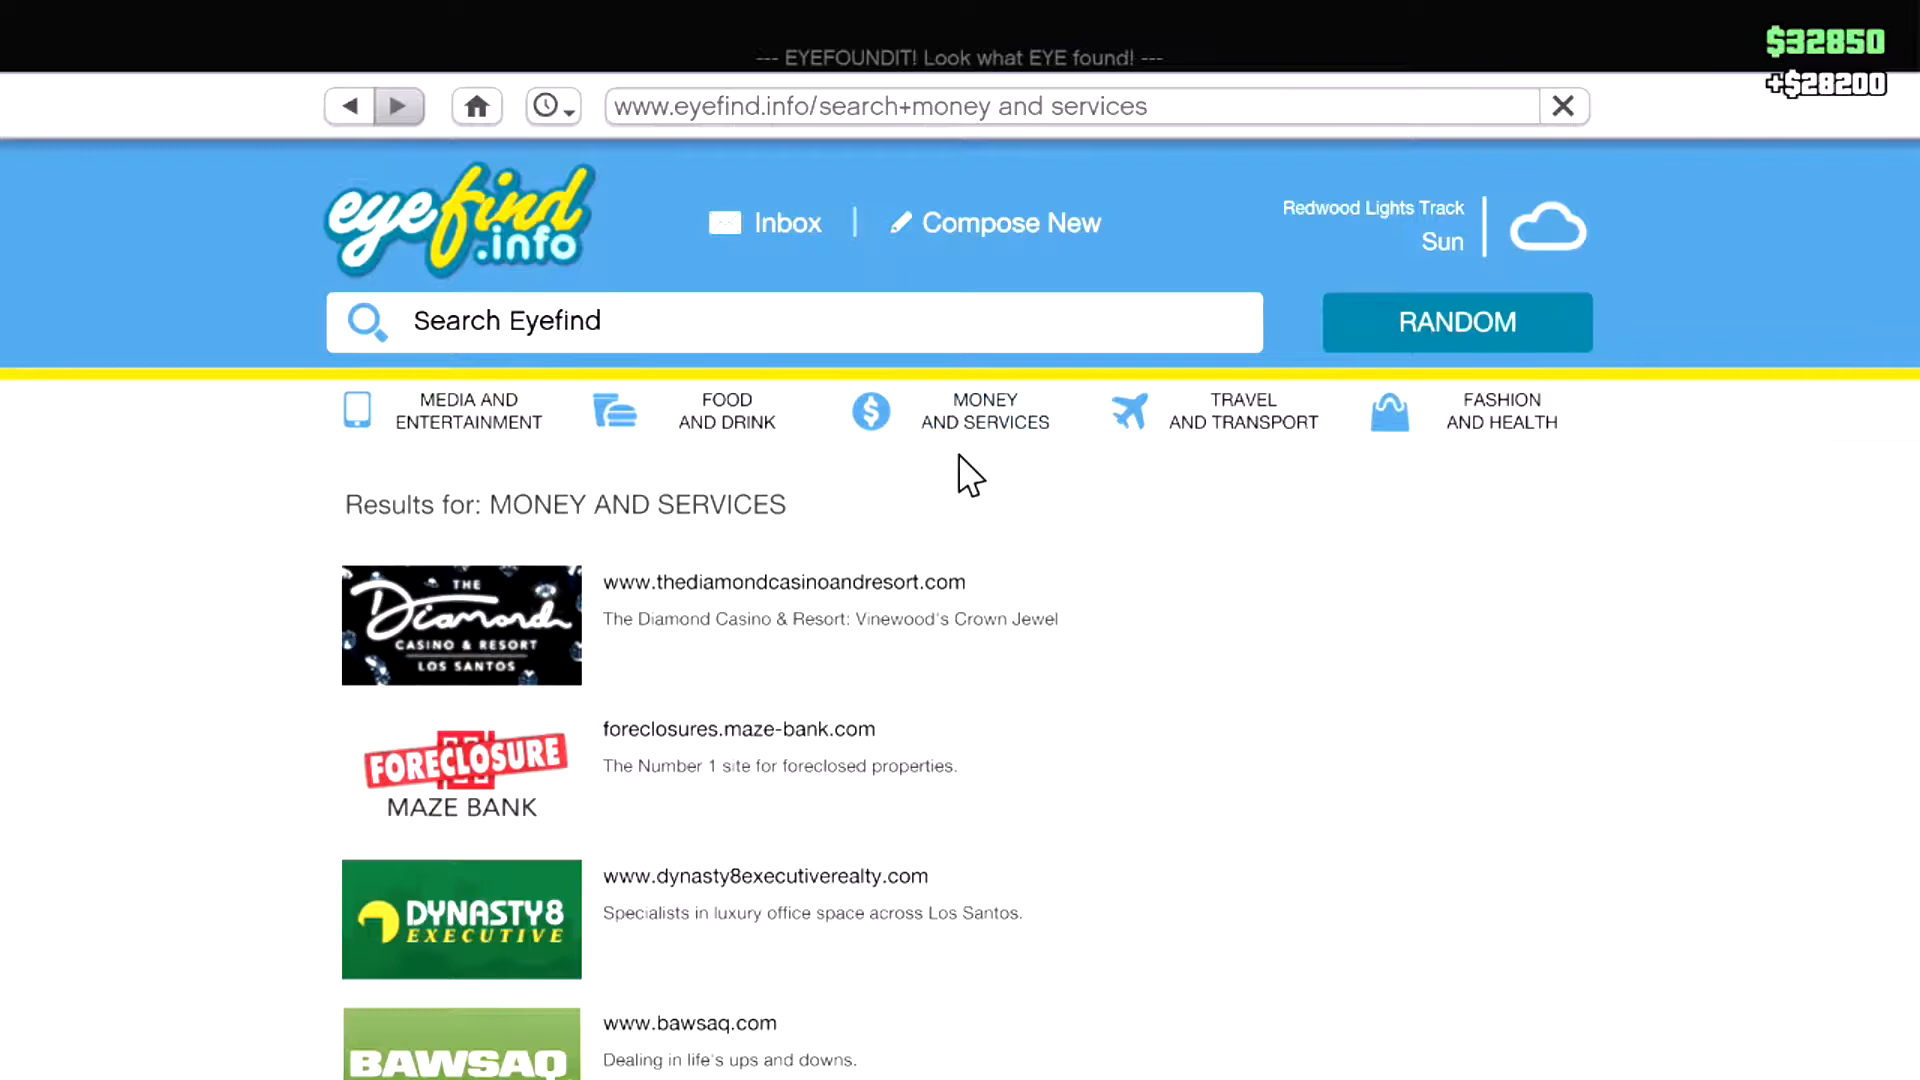 $32850
--- EYEFOUNDIT! Look what EYE found! ---
+$28200
www.eyefind.info/search+money and services
eyefind
.info
Inbox
Compose New
Redwood Lights Track
Sun
Search Eyefind
RANDOM
MEDIA AND
ENTERTAINMENT
FOOD
AND DRINK
MONEY
AND SERVICES
TRAVEL
AND TRANSPORT
FASHION
AND HEALTH
Results for: MONEY AND SERVICES
THE
Diamond
CASINO & RESORT
LOS SANTOS
www.thediamondcasinoandresort.com
The Diamond Casino & Resort: Vinewood's Crown Jewel
FORECLOSURE
MAZE BANK
foreclosures.maze-bank.com
The Number 1 site for foreclosed properties.
DYNASTY8
EXECUTIVE
www.dynasty8executiverealty.com
Specialists in luxury office space across Los Santos.
BAWSAQ
www.bawsaq.com
Dealing in life's ups and downs.